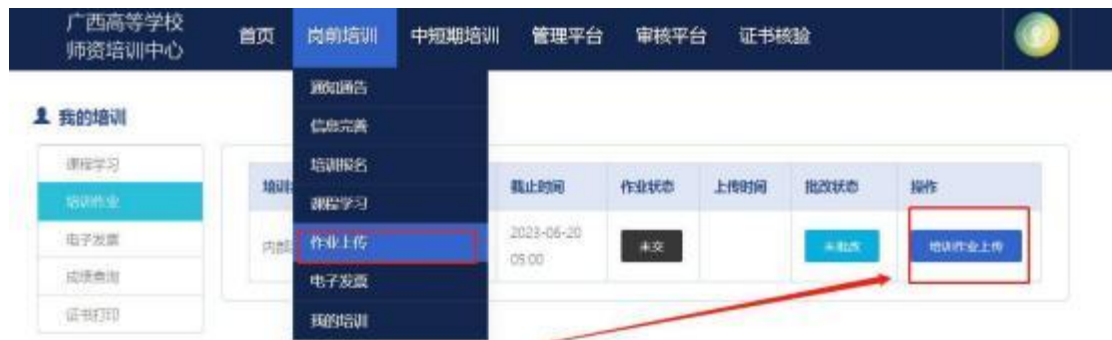 广西高等学校
师资培训中心
首页 岗前培训 中短期培训 管理平台 审核平台 证书核验
通知通告
信息完善
培训报名
课程学习
作业上传
电子发票
我的培训
我的培训
课程学习
培训作业
电子发票
成绩查询
证书打印
培训 截止时间 作业状态 上传时间 批改状态 操作
内部 2023-06-20 未交 未批改 培训作业上传
05:00